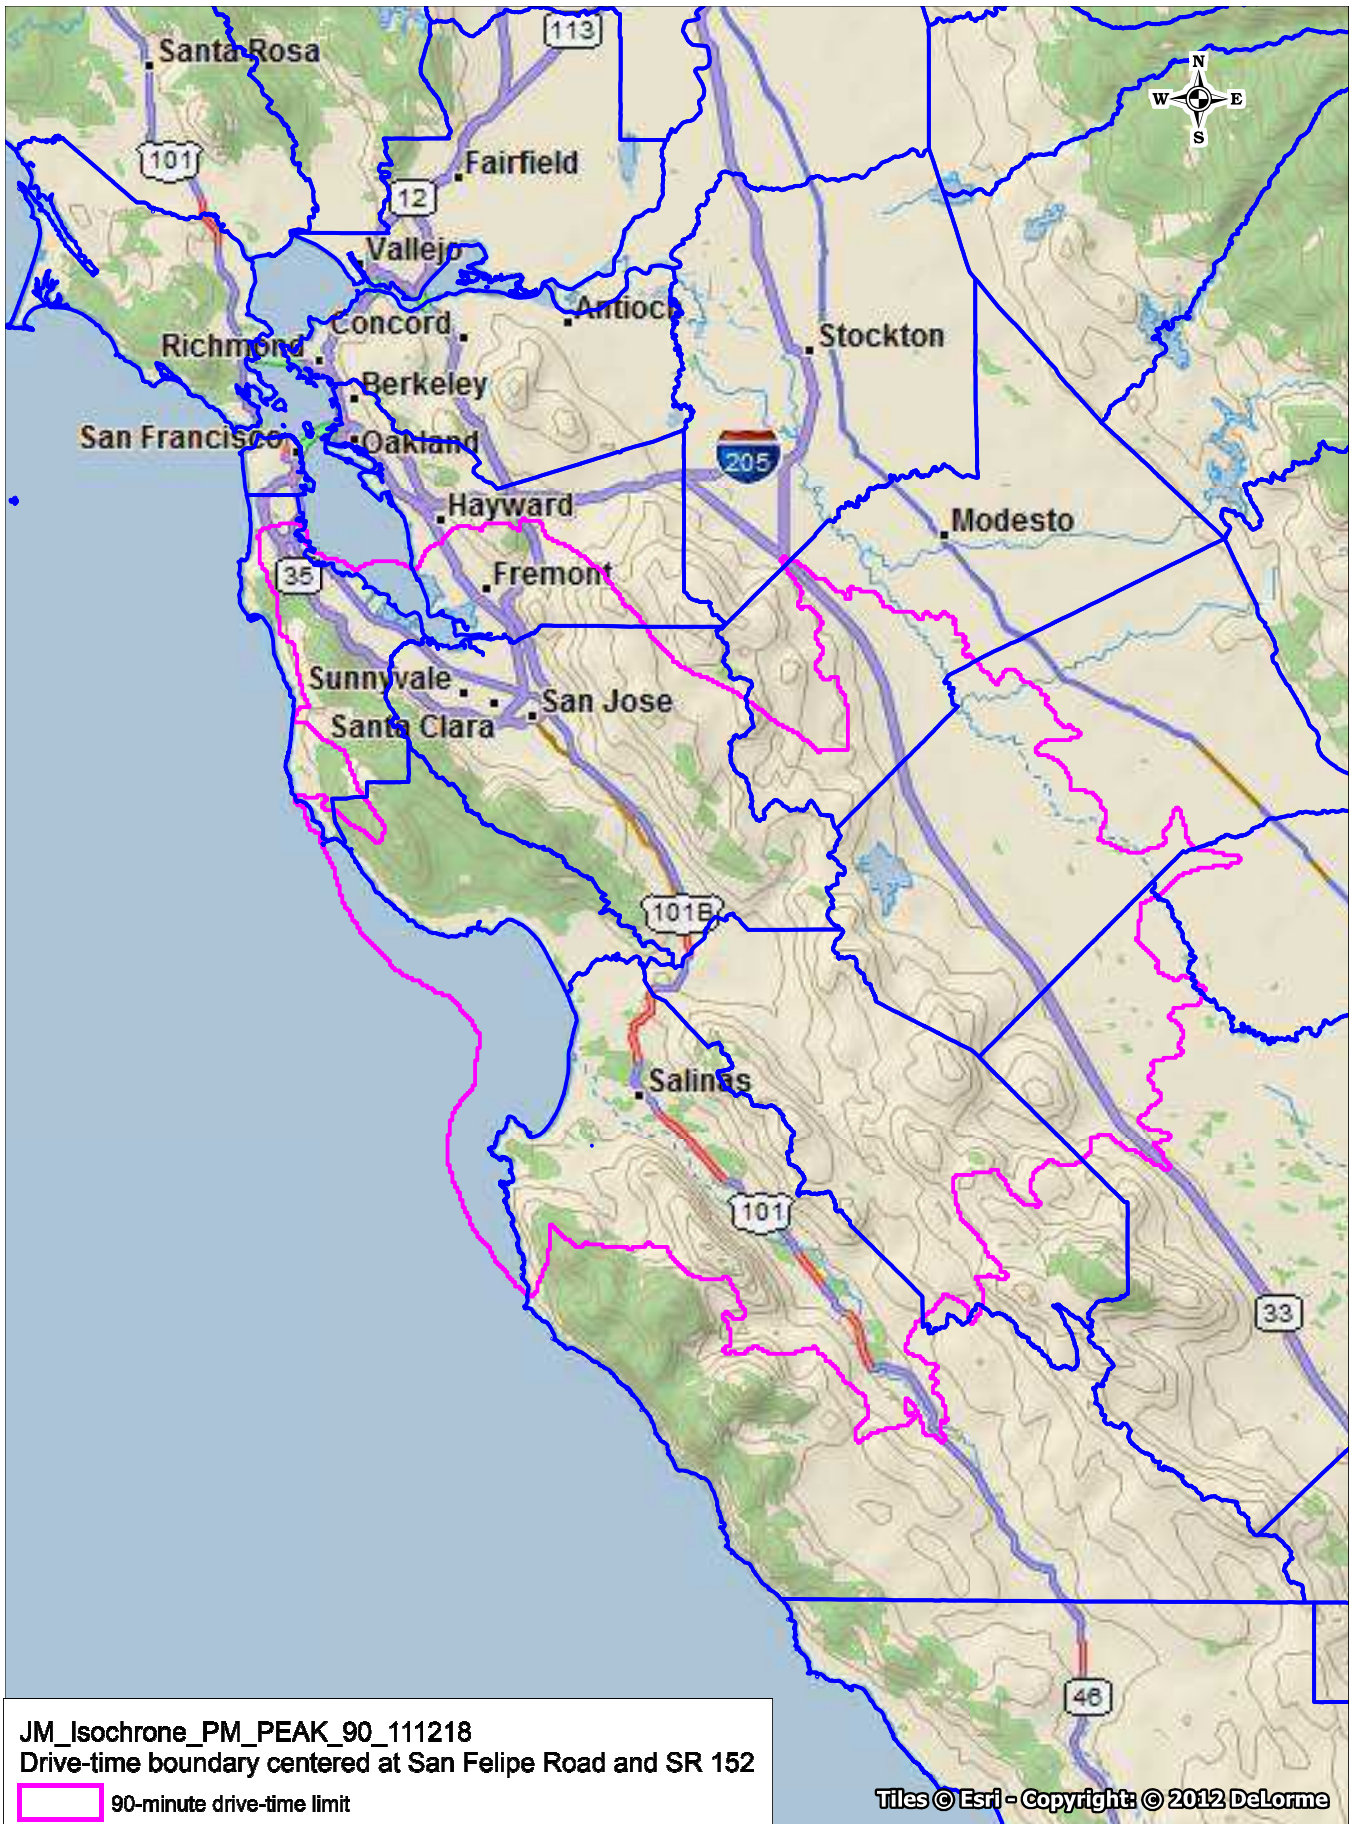 113
Santa Rosa
N
W E
S
101
Fairfield
12
Vallejo
Antioch
Concord
Stockton
Richmond
Berkeley
San Francisco
Oakland
205
Hayward
Modesto
35
Fremont
Sunnyvale
San Jose
Santa Clara
101B
Salinas
101
33
46
JM_Isochrone_PM_PEAK_90_111218
Drive-time boundary centered at San Felipe Road and SR 152
90-minute drive-time limit
Tiles © Esri - Copyright: © 2012 DeLorme